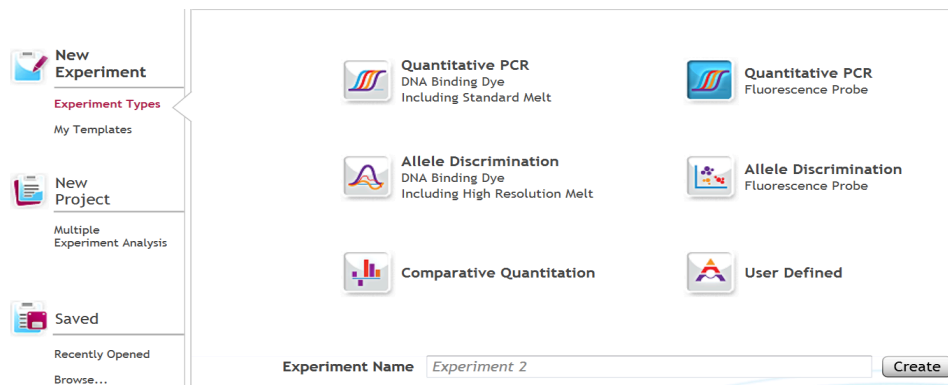 New
Experiment
Experiment Types
My Templates
New
Project
Multiple
Experiment Analysis
Saved
Recently Opened
Browse...
Quantitative PCR
DNA Binding Dye
Including Standard Melt
Quantitative PCR
Fluorescence Probe
Allele Discrimination
DNA Binding Dye
Including High Resolution Melt
Allele Discrimination
Fluorescence Probe
Comparative Quantitation
User Defined
Experiment Name Experiment 2 Create